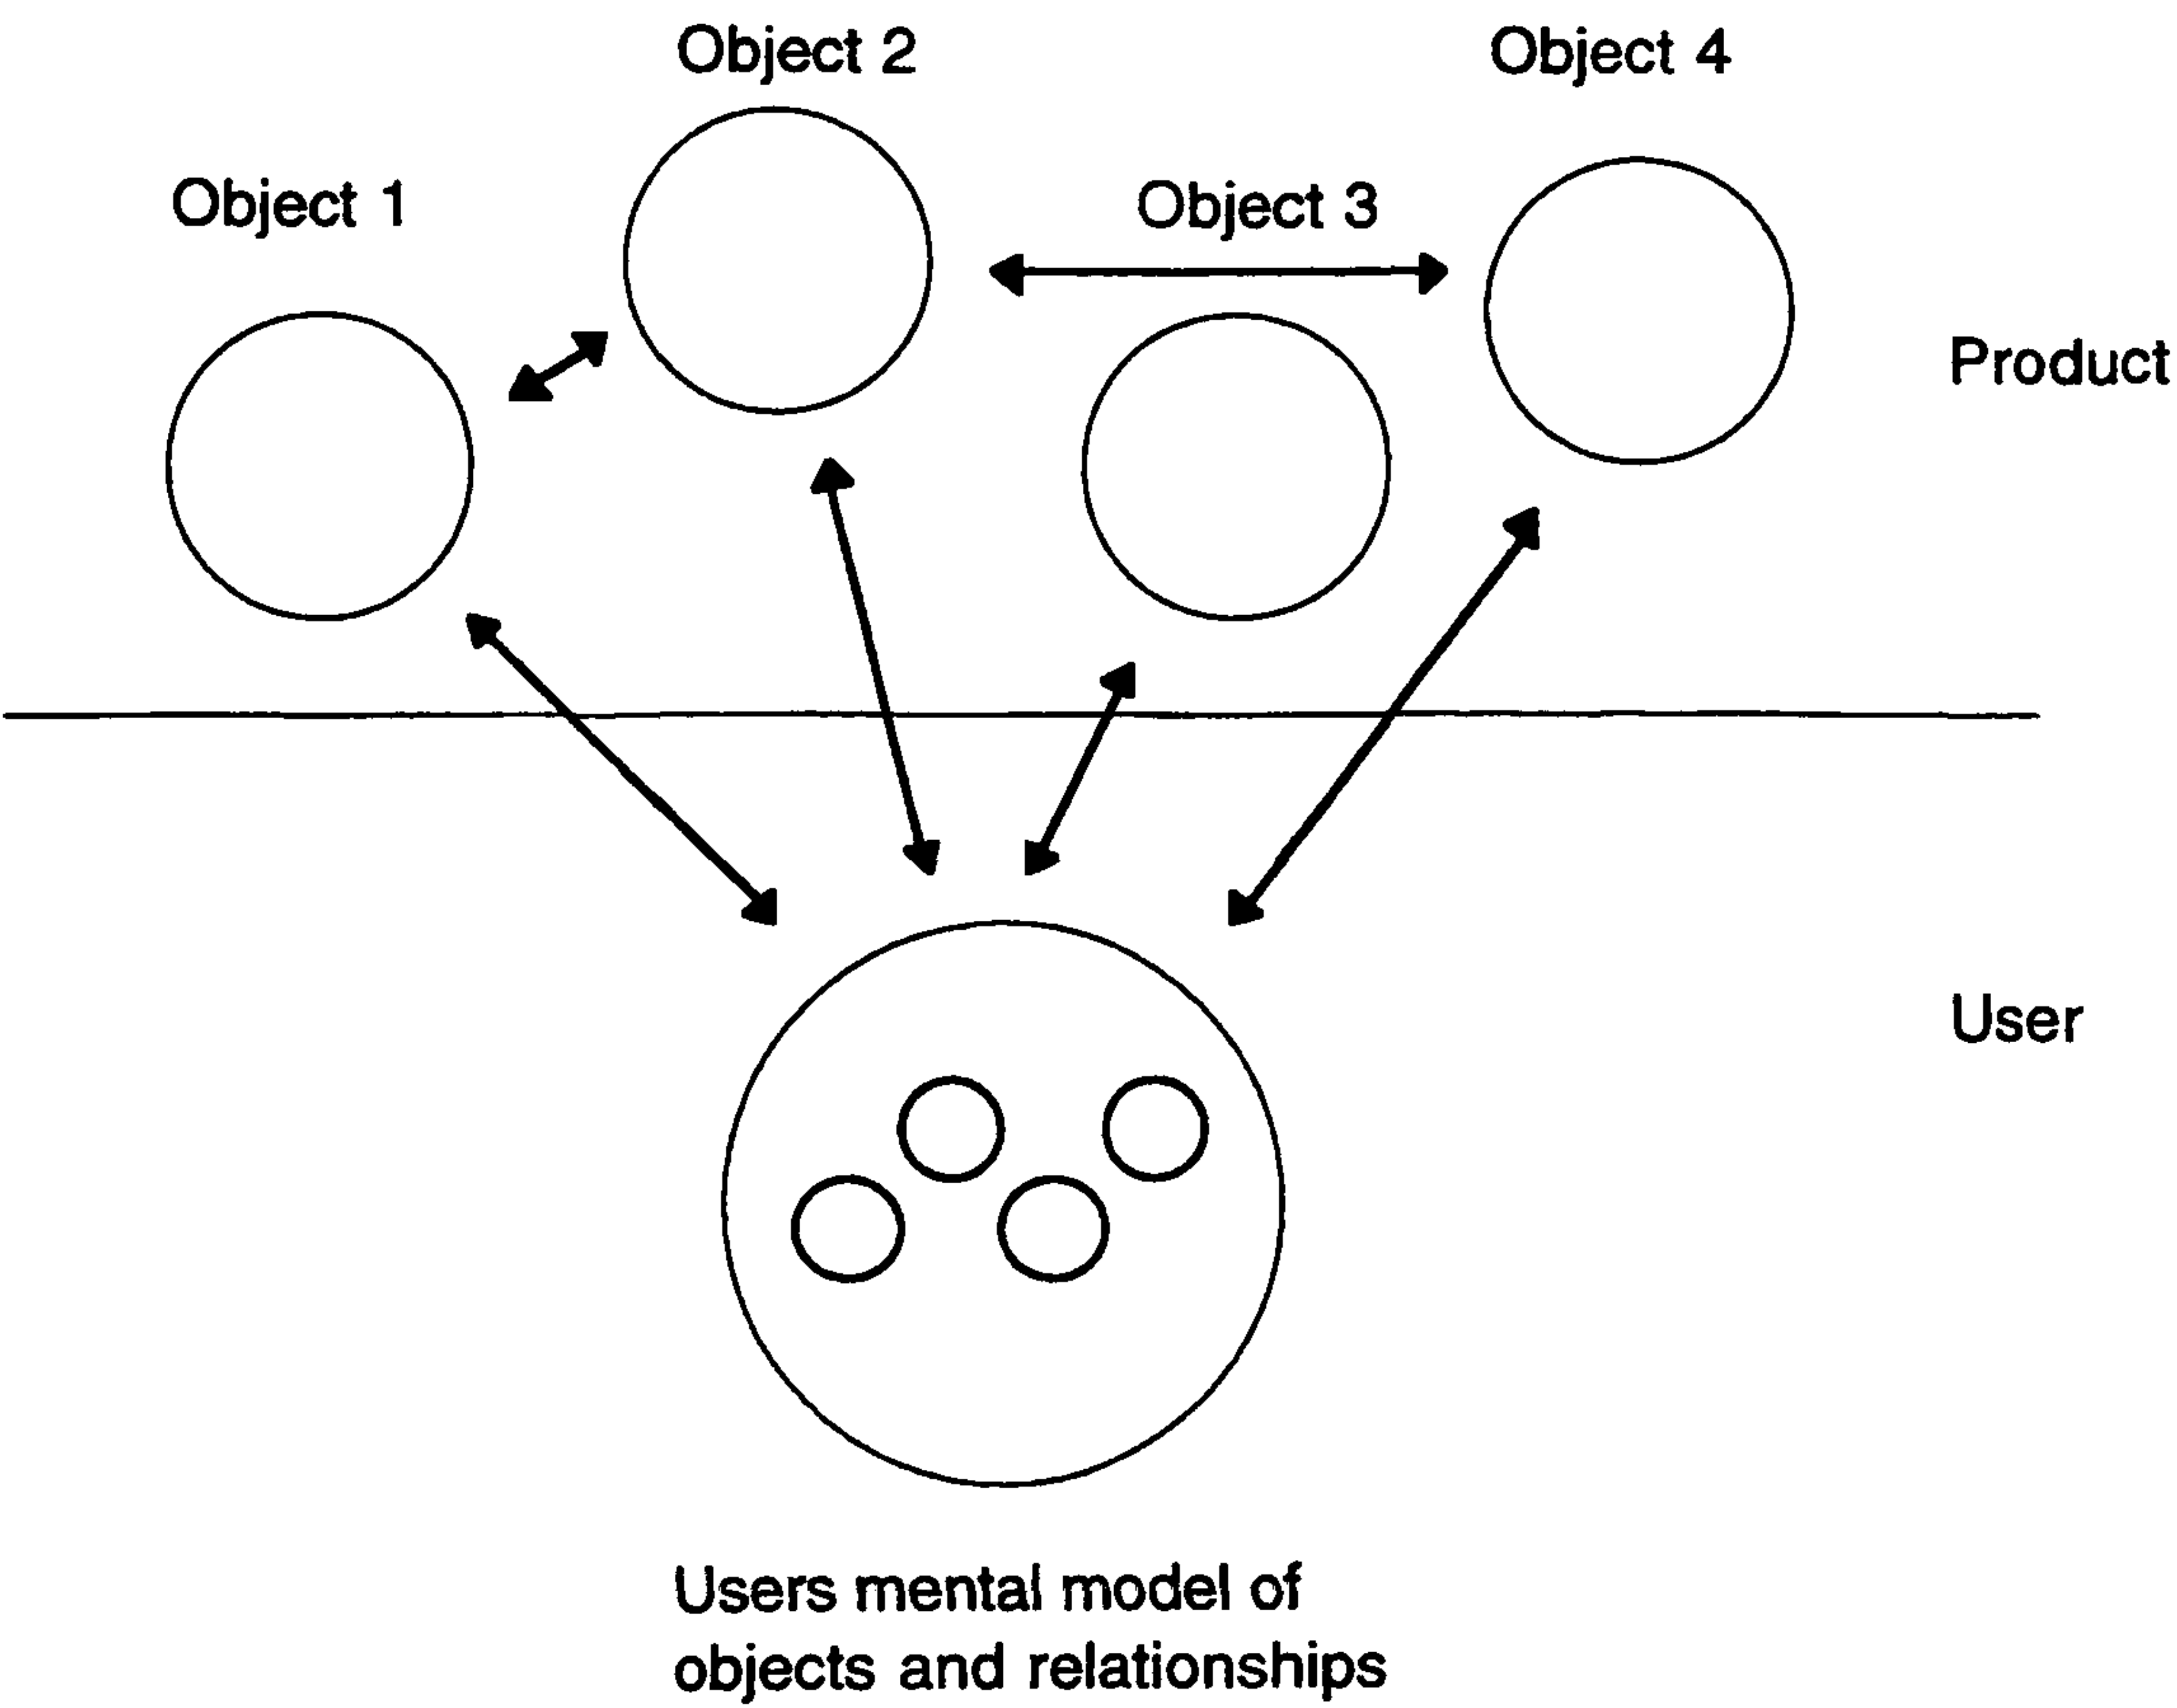 Object 2
Object 4
Object 1
Object 3
Product
User
Users mental model of
objects and relationships